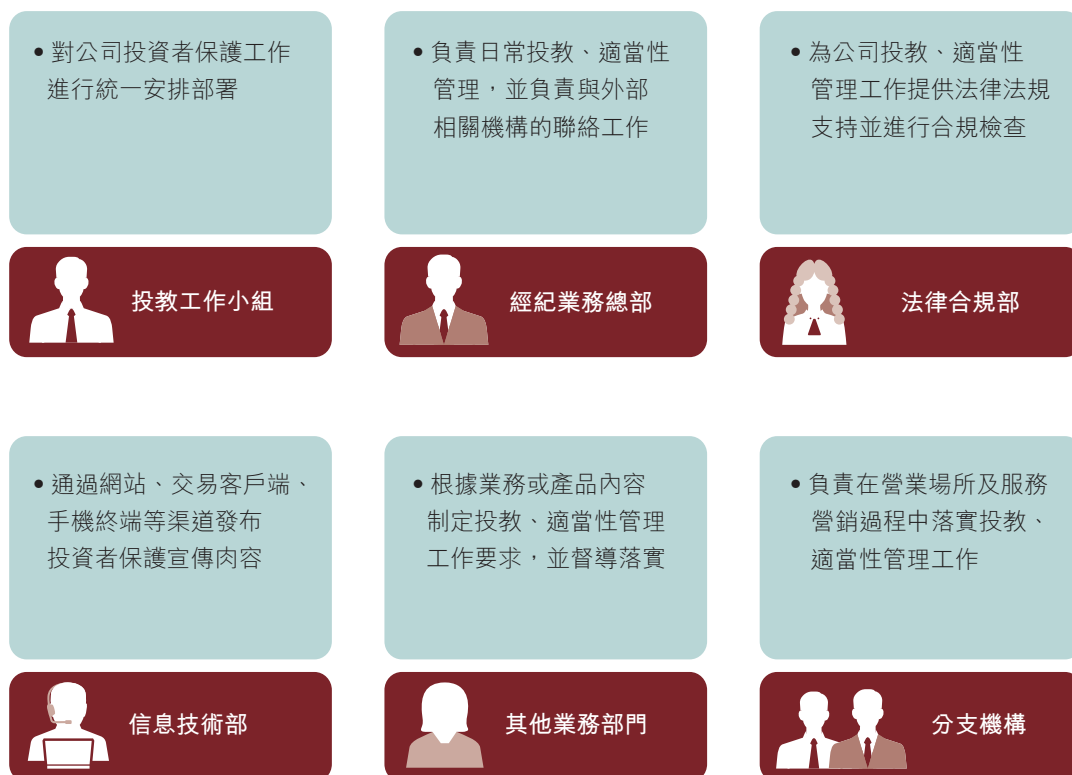 • 對公司投資者保護工作
進行統一安排部署
投教工作小組
• 負責日常投教、適當性
管理，並負責與外部
相關機構的聯絡工作
經紀業務總部
• 為公司投教、適當性
管理工作提供法律法規
支持並進行合規檢查
法律合規部
• 通過網站、交易客戶端、
手機終端等渠道發布
投資者保護宣傳內容
信息技術部
• 根據業務或產品內容
制定投教、適當性管理
工作要求，並督導落實
其他業務部門
• 負責在營業場所及服務
營銷過程中落實投教、
適當性管理工作
分支機構